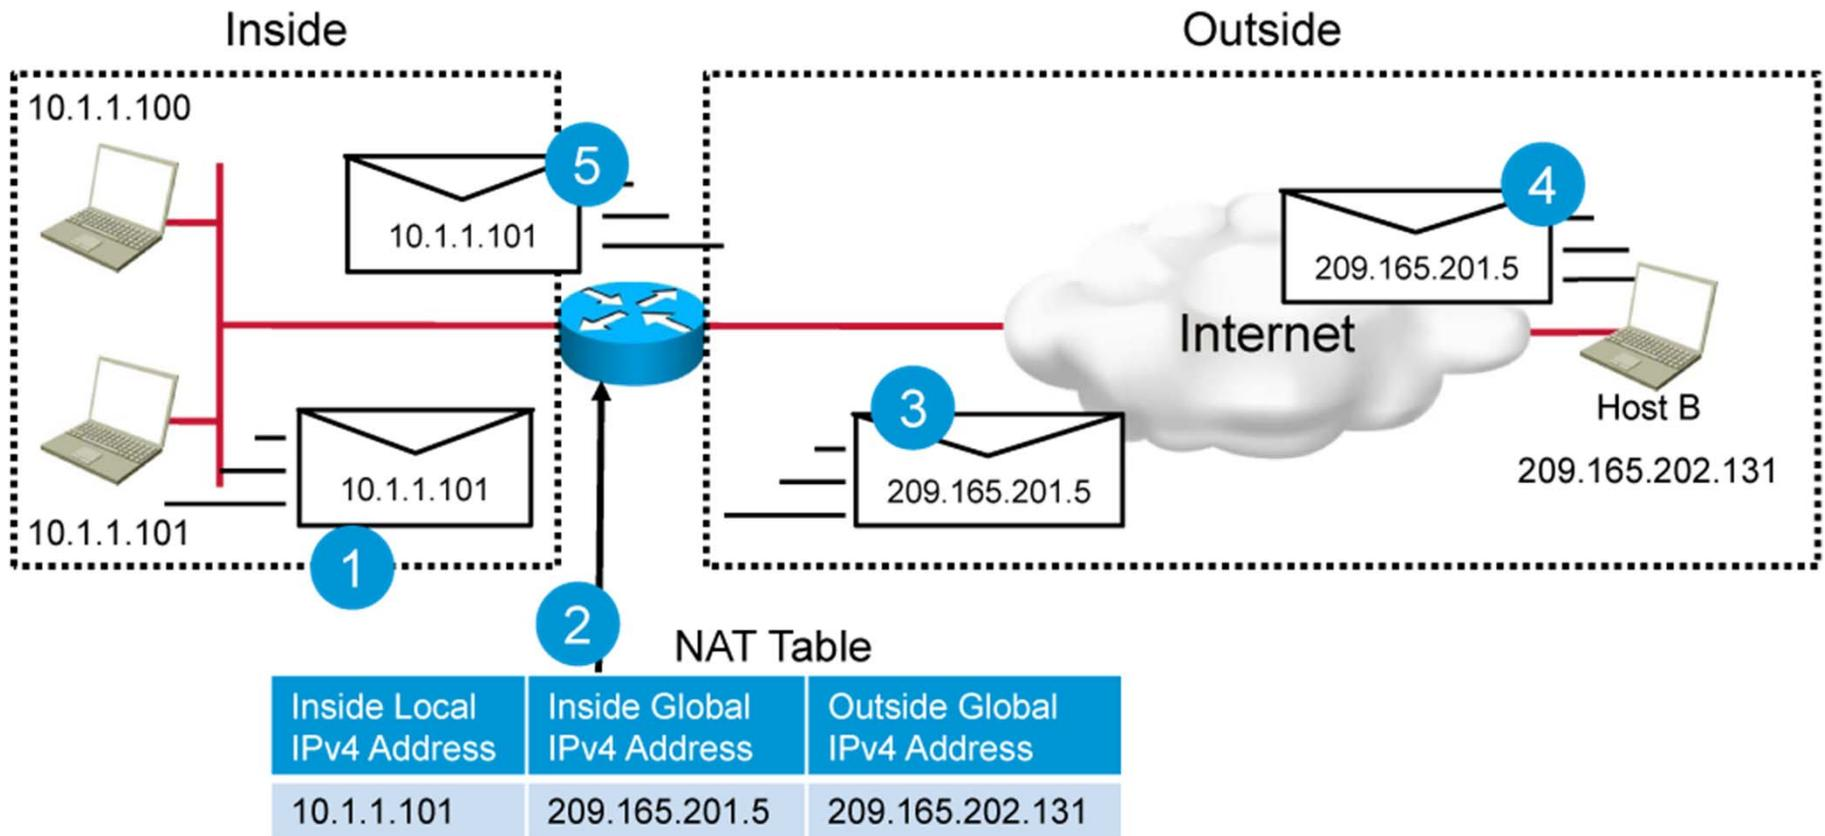 Inside
Outside
10.1.1.100
5
10.1.1.101
4
209.165.201.5
Internet
3
209.165.201.5
Host B
209.165.202.131
10.1.1.101
10.1.1.101
1
2
NAT Table
Inside Local
IPv4 Address
Inside Global
IPv4 Address
Outside Global
IPv4 Address
10.1.1.101
209.165.201.5
209.165.202.131